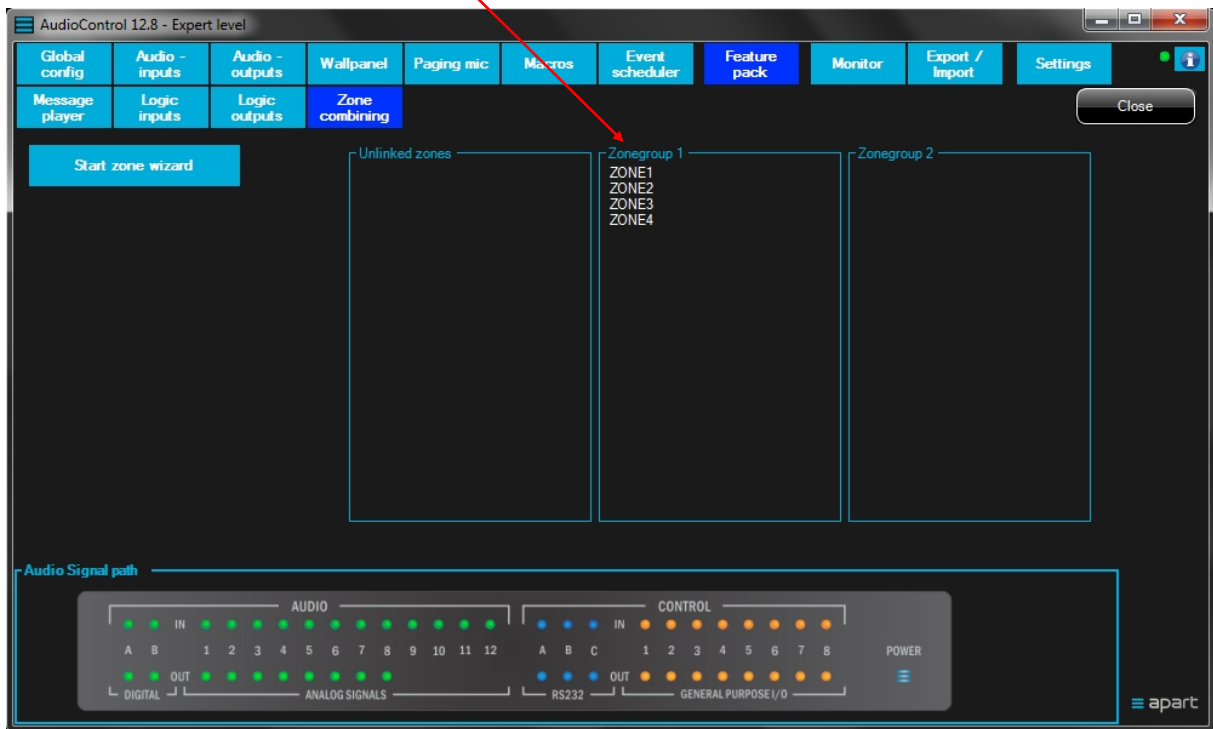 AudioControl 12.8 - Expert level
Global config
Audio - inputs
Audio - outputs
Wallpanel
Paging mic
Macros
Event scheduler
Feature pack
Monitor
Export / Import
Settings
Message player
Logic inputs
Logic outputs
Zone combining
Close
Start zone wizard
Unlinked zones
Zonegroup 1
ZONE1
ZONE2
ZONE3
ZONE4
Zonegroup 2
Audio Signal path
AUDIO
CONTROL
IN
IN
A B 1 2 3 4 5 6 7 8 9 10 11 12 A B C 1 2 3 4 5 6 7 8 POWER
OUT
OUT
DIGITAL
ANALOG SIGNALS
RS232
GENERAL PURPOSE I/O
apart